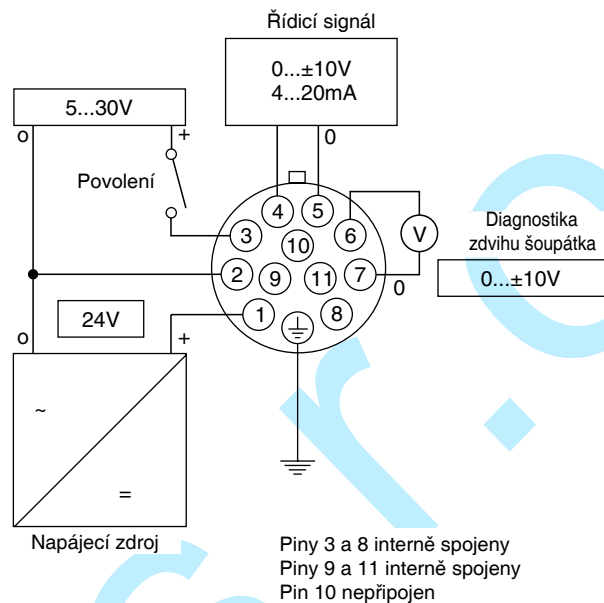 Řídicí signál
0...±10V
4...20mA
5...30V
o
+
0
Povolení
4
5
3
6
10
V
Diagnostika
zdvihu šoupátka
2
9
11
7
0
0...±10V
24V
1
8
o
+
~
=
Napájecí zdroj
Piny 3 a 8 interně spojeny
Piny 9 a 11 interně spojeny
Pin 10 nepřipojen